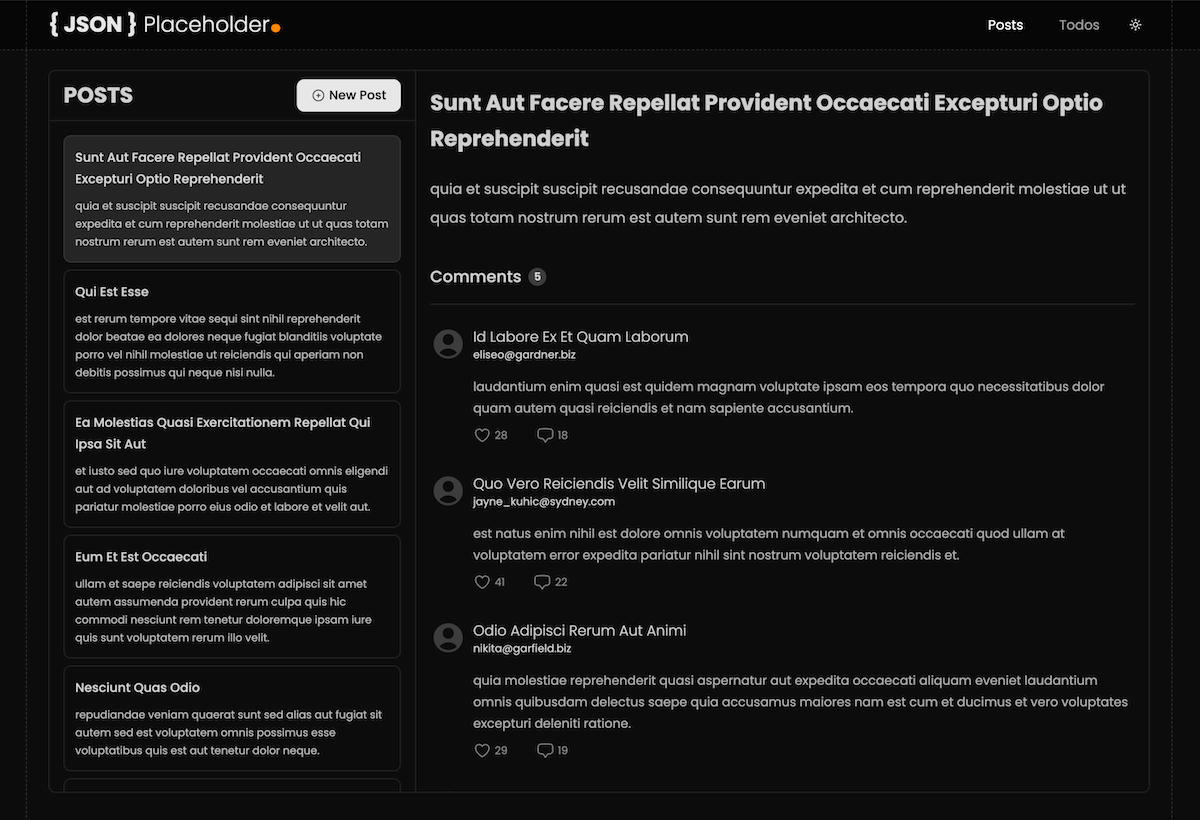 { JSON } Placeholder.
Posts
Todos
POSTS
New Post
Sunt Aut Facere Repellat Provident Occaecati
Excepturi Optio Reprehenderit
quia et suscipit suscipit recusandae consequuntur
expedita et cum reprehenderit molestiae ut ut quas totam
nostrum rerum est autem sunt rem eveniet architecto.
Qui Est Esse
est rerum tempore vitae sequi sint nihil reprehenderit
dolor beatae ea dolores neque fugiat blanditiis voluptate
porro vel nihil molestiae ut reiciendis qui aperiam non
debitis possimus qui neque nisi nulla.
Ea Molestias Quasi Exercitationem Repellat Qui
Ipsa Sit Aut
et iusto sed quo iure voluptatem occaecati omnis eligendi
aut ad voluptatem doloribus vel accusantium quis
pariatur molestiae porro eius odio et labore et velit aut.
Eum Et Est Occaecati
ullam et saepe reiciendis voluptatem adipisci sit amet
autem assumenda provident rerum culpa quis hic
commodi nesciunt rem tenetur doloremque ipsam iure
quis sunt voluptatem rerum illo velit.
Nesciunt Quas Odio
repudiandae veniam quaerat sunt sed alias aut fugiat sit
autem sed est voluptatem omnis possimus esse
voluptatibus quis est aut tenetur dolor neque.
Sunt Aut Facere Repellat Provident Occaecati Excepturi Optio
Reprehenderit
quia et suscipit suscipit recusandae consequuntur expedita et cum reprehenderit molestiae ut ut
quas totam nostrum rerum est autem sunt rem eveniet architecto.
Comments 5
Id Labore Ex Et Quam Laborum
eliseo@gardner.biz
laudantium enim quasi est quidem magnam voluptate ipsam eos tempora quo necessitatibus dolor
quam autem quasi reiciendis et nam sapiente accusantium.
28 18
Quo Vero Reiciendis Velit Similique Earum
jayne_kuhic@sydney.com
est natus enim nihil est dolore omnis voluptatem numquam et omnis occaecati quod ullam at
voluptatem error expedita pariatur nihil sint nostrum voluptatem reiciendis et.
41 22
Odio Adipisci Rerum Aut Animi
nikita@garfield.biz
quia molestiae reprehenderit quasi aspernatur aut expedita occaecati aliquam eveniet laudantium
omnis quibusdam delectus saepe quia accusamus maiores nam est cum et ducimus et vero voluptates
excepturi deleniti ratione.
29 19